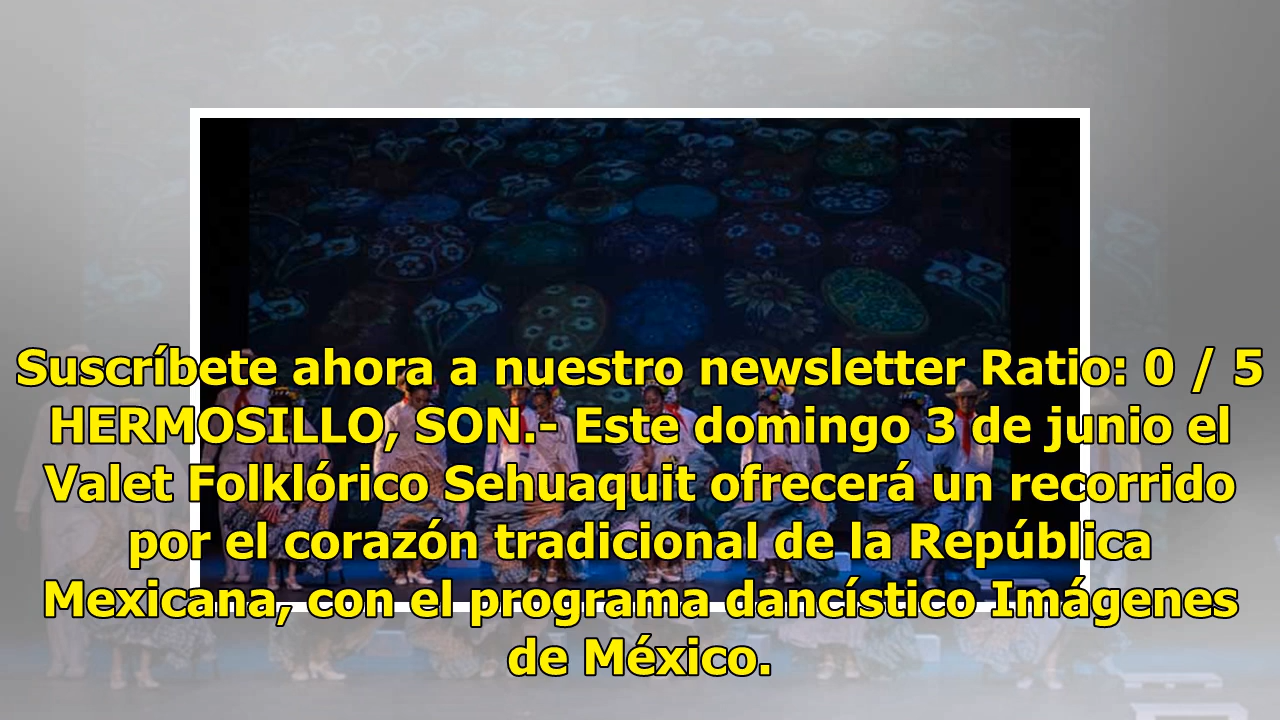 Suscríbete ahora a nuestro newsletter Ratio: 0 / 5
HERMOSILLO, SON.- Este domingo 3 de junio el
Valet Folklórico Sehuaquit ofrecerá un recorrido
por el corazón tradicional de la República
Mexicana, con el programa dancístico Imágenes
de México.